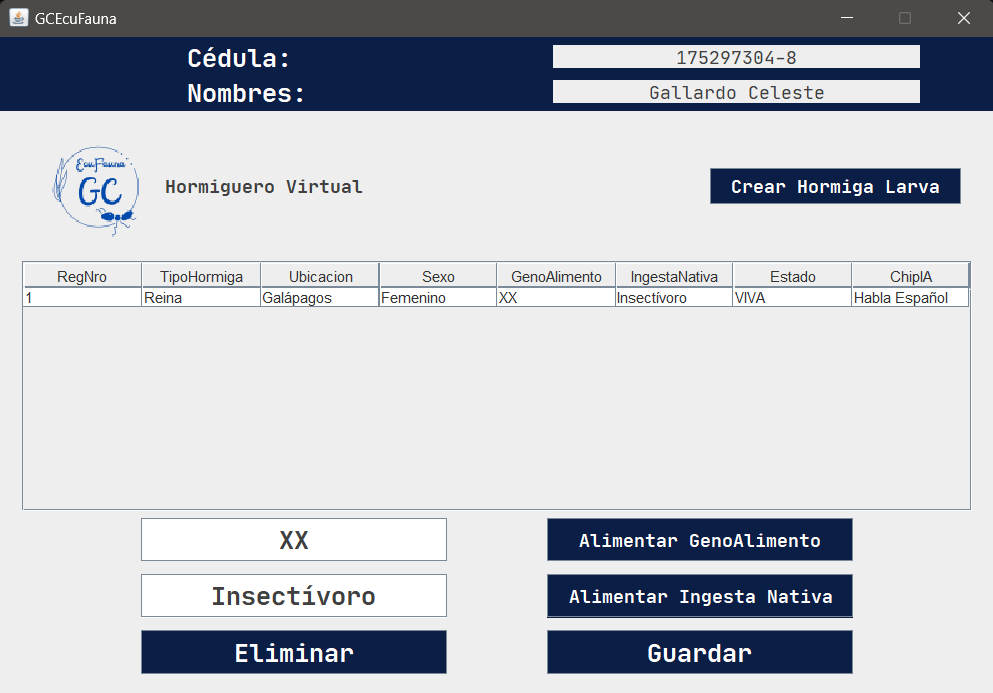 GCEcuFauna
Cédula: 175297304-8
Nombres: Gallardo Celeste
EcuFauna
GC
Hormiguero Virtual
Crear Hormiga Larva
RegNro TipoHormiga Ubicacion Sexo GenoAlimento IngestaNativa Estado ChipIA
1 Reina Galápagos Femenino XX Insectívoro VIVA Habla Español
XX Alimentar GenoAlimento
Insectívoro Alimentar Ingesta Nativa
Eliminar Guardar